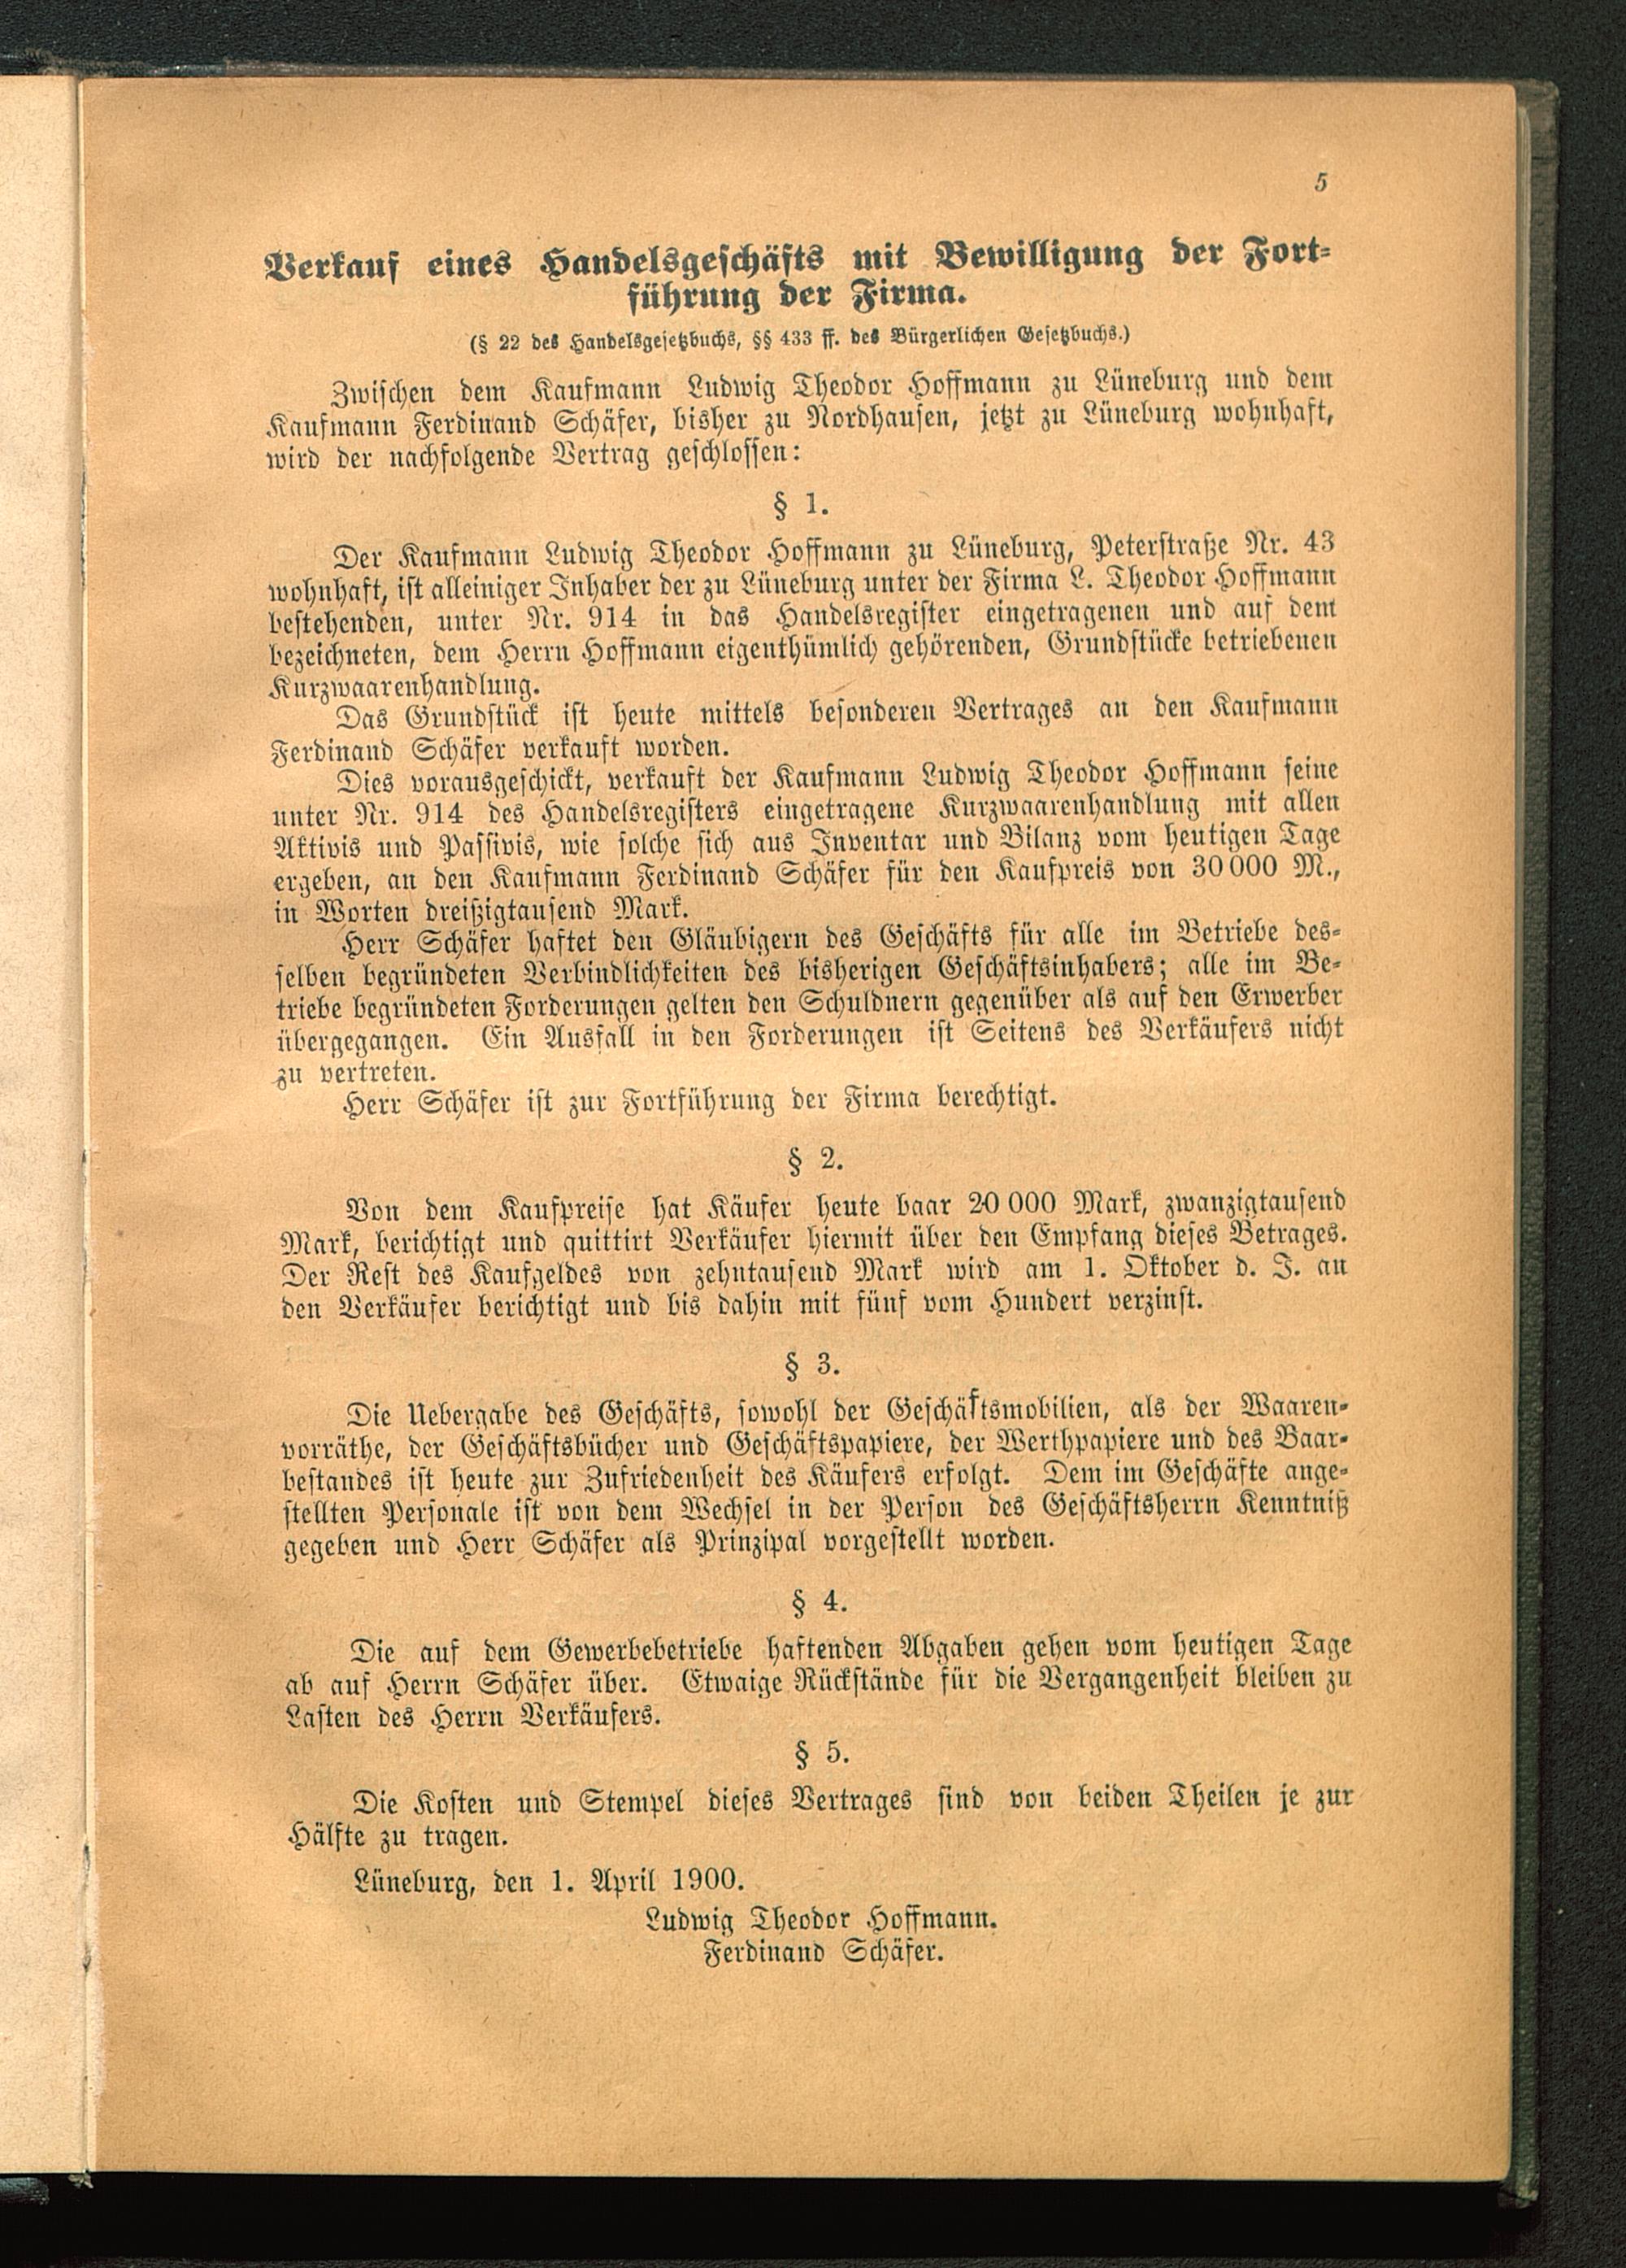 5
Verkauf eines Handelsgeschäfts mit Bewilligung der Fort-
führung der Firma.
(§ 22 des Handelsgesetzbuchs, §§ 433 ff. des Bürgerlichen Gesetzbuchs.)
Zwischen dem Kaufmann Ludwig Theodor Hoffmann zu Lüneburg und dem
Kaufmann Ferdinand Schäfer, bisher zu Nordhausen, jetzt zu Lüneburg wohnhaft,
wird der nachfolgende Vertrag geschlossen:
§ 1.
Der Kaufmann Ludwig Theodor Hoffmann zu Lüneburg, Peterstraße Nr. 43
wohnhaft, ist alleiniger Inhaber der zu Lüneburg unter der Firma L. Theodor Hoffmann
bestehenden, unter Nr. 914 in das Handelsregister eingetragenen und auf dem
bezeichneten, dem Herrn Hoffmann eigenthümlich gehörenden, Grundstücke betriebenen
Kurzwaarenhandlung.
Das Grundstück ist heute mittels besonderen Vertrages an den Kaufmann
Ferdinand Schäfer verkauft worden.
Dies vorausgeschickt, verkauft der Kaufmann Ludwig Theodor Hoffmann seine
unter Nr. 914 des Handelsregisters eingetragene Kurzwaarenhandlung mit allen
Aktivis und Passivis, wie solche sich aus Inventar und Bilanz vom heutigen Tage
ergeben, an den Kaufmann Ferdinand Schäfer für den Kaufpreis von 30 000 M.,
in Worten dreißigtausend Mark.
Herr Schäfer haftet den Gläubigern des Geschäfts für alle im Betriebe des-
selben begründeten Verbindlichkeiten des bisherigen Geschäftsinhabers; alle im Be-
triebe begründeten Forderungen gelten den Schuldnern gegenüber als auf den Erwerber
übergegangen. Ein Ausfall in den Forderungen ist Seitens des Verkäufers nicht
zu vertreten.
Herr Schäfer ist zur Fortführung der Firma berechtigt.
§ 2.
Von dem Kaufpreise hat Käufer heute baar 20 000 Mark, zwanzigtausend
Mark, berichtigt und quittirt Verkäufer hiermit über den Empfang dieses Betrages.
Der Rest des Kaufgeldes von zehntausend Mark wird am 1. Oktober d. J. an
den Verkäufer berichtigt und bis dahin mit fünf vom Hundert verzinst.
§ 3.
Die Uebergabe des Geschäfts, sowohl der Geschäftsmobilien, als der Waaren-
vorräthe, der Geschäftsbücher und Geschäftspapiere, der Werthpapiere und des Baar-
bestandes ist heute zur Zufriedenheit des Käufers erfolgt. Dem im Geschäfte ange-
stellten Personale ist von dem Wechsel in der Person des Geschäftsherrn Kenntniß
gegeben und Herr Schäfer als Prinzipal vorgestellt worden.
§ 4.
Die auf dem Gewerbebetriebe haftenden Abgaben gehen vom heutigen Tage
ab auf Herrn Schäfer über. Etwaige Rückstände für die Vergangenheit bleiben zu
Lasten des Herrn Verkäufers.
§ 5.
Die Kosten und Stempel dieses Vertrages sind von beiden Theilen je zur
Hälfte zu tragen.
Lüneburg, den 1. April 1900.
Ludwig Theodor Hoffmann.
Ferdinand Schäfer.